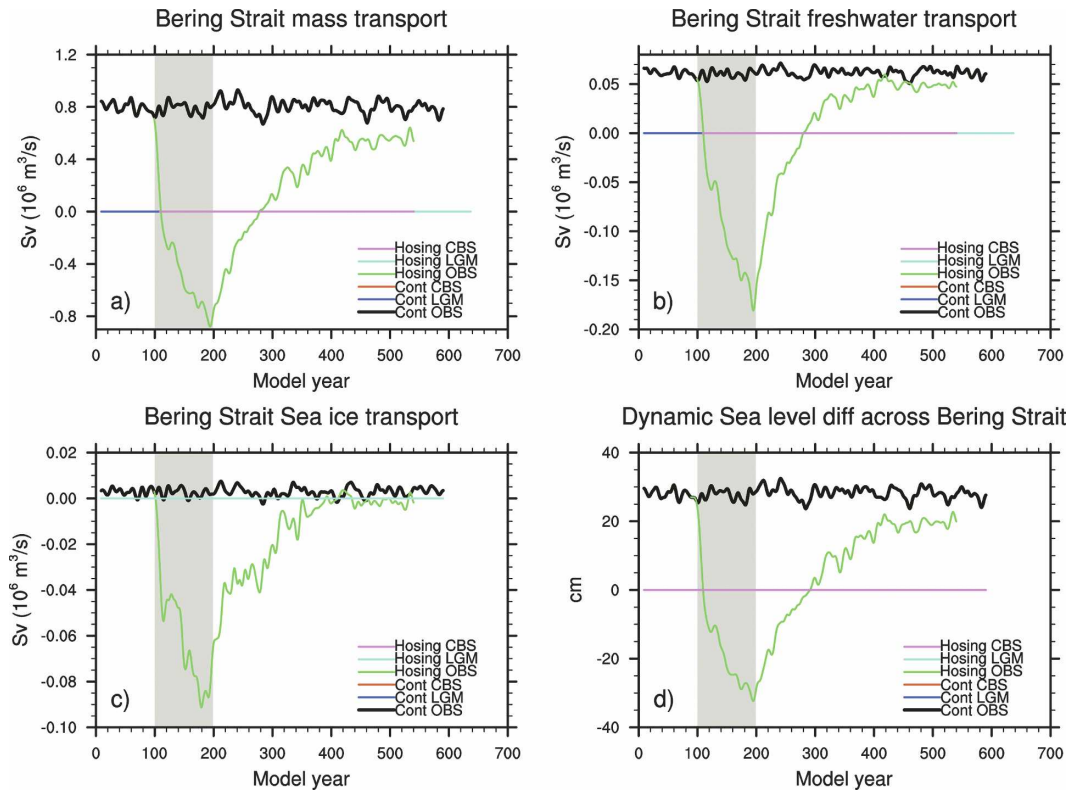 Bering Strait mass transport
1.2
0.8
0.4
0.0
-0.4
-0.8
Sv (10⁶ m³/s)
a)
Hosing CBS
Hosing LGM
Hosing OBS
Cont CBS
Cont LGM
Cont OBS
0 100 200 300 400 500 600 700
Model year
Bering Strait freshwater transport
0.05
0.00
-0.05
-0.10
-0.15
-0.20
Sv (10⁶ m³/s)
b)
Hosing CBS
Hosing LGM
Hosing OBS
Cont CBS
Cont LGM
Cont OBS
0 100 200 300 400 500 600 700
Model year
Bering Strait Sea ice transport
0.02
0.00
-0.02
-0.04
-0.06
-0.08
-0.10
Sv (10⁶ m³/s)
c)
Hosing CBS
Hosing LGM
Hosing OBS
Cont CBS
Cont LGM
Cont OBS
0 100 200 300 400 500 600 700
Model year
Dynamic Sea level diff across Bering Strait
40
20
0
-20
-40
cm
d)
Hosing CBS
Hosing LGM
Hosing OBS
Cont CBS
Cont LGM
Cont OBS
0 100 200 300 400 500 600 700
Model year